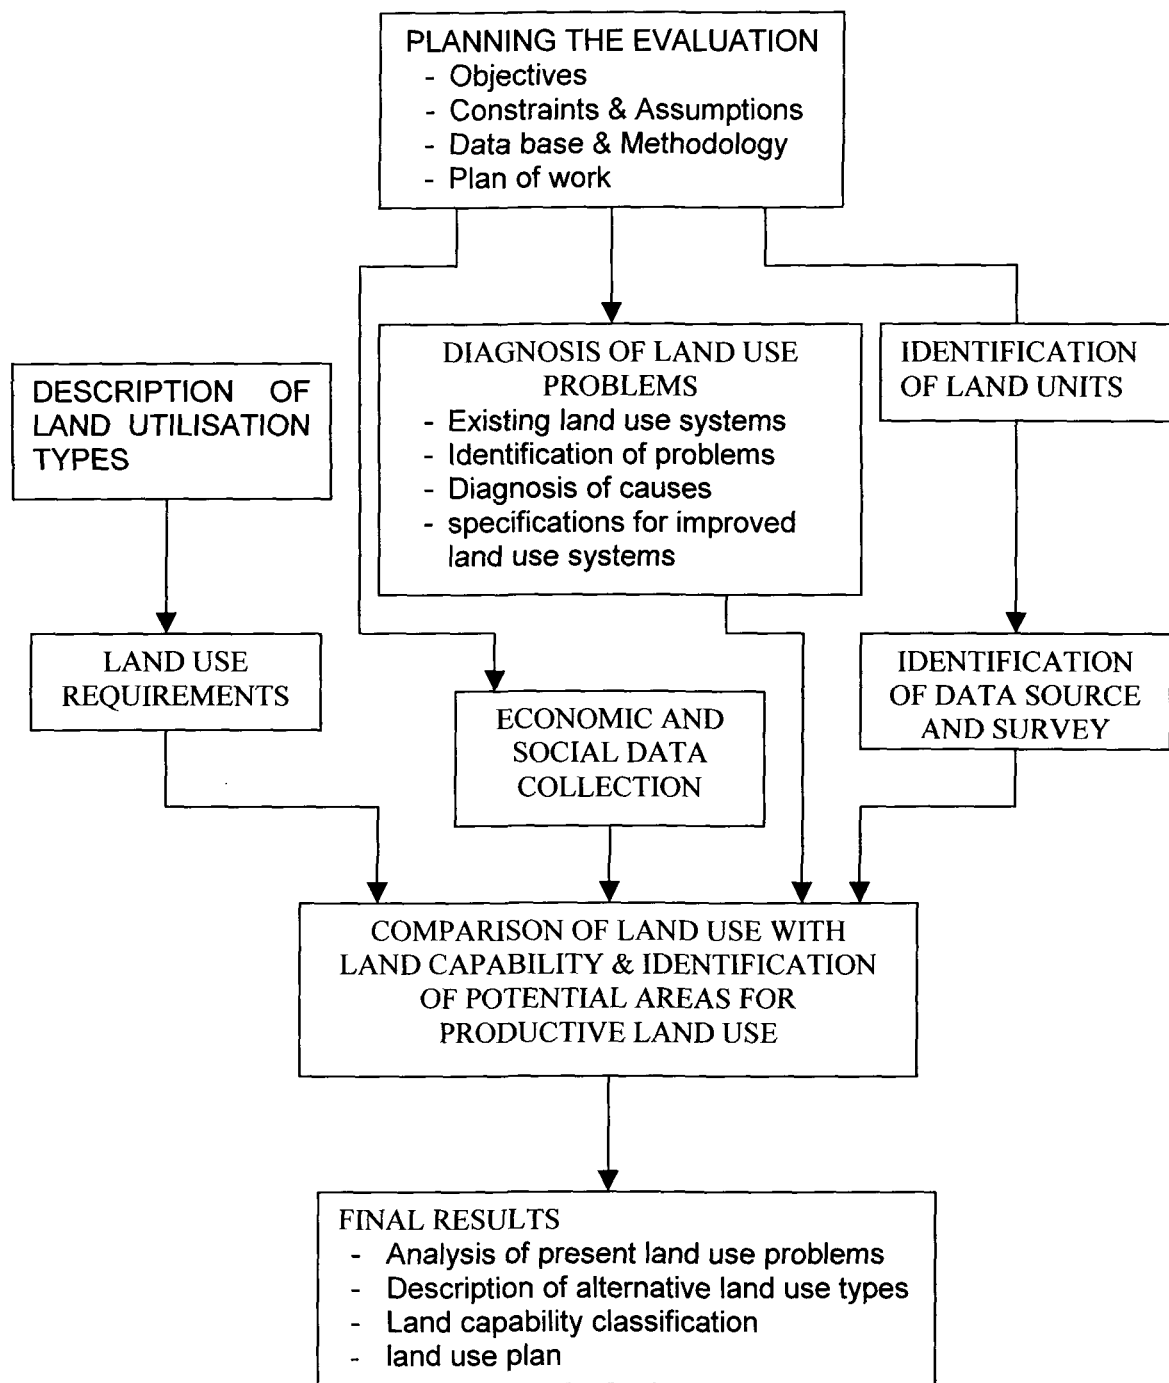 PLANNING THE EVALUATION
- Objectives
- Constraints & Assumptions
- Data base & Methodology
- Plan of work
DESCRIPTION OF
LAND UTILISATION
TYPES
DIAGNOSIS OF LAND USE
PROBLEMS
- Existing land use systems
- Identification of problems
- Diagnosis of causes
- specifications for improved
land use systems
IDENTIFICATION
OF LAND UNITS
LAND USE
REQUIREMENTS
ECONOMIC AND
SOCIAL DATA
COLLECTION
IDENTIFICATION
OF DATA SOURCE
AND SURVEY
COMPARISON OF LAND USE WITH
LAND CAPABILITY & IDENTIFICATION
OF POTENTIAL AREAS FOR
PRODUCTIVE LAND USE
FINAL RESULTS
- Analysis of present land use problems
- Description of alternative land use types
- Land capability classification
- land use plan